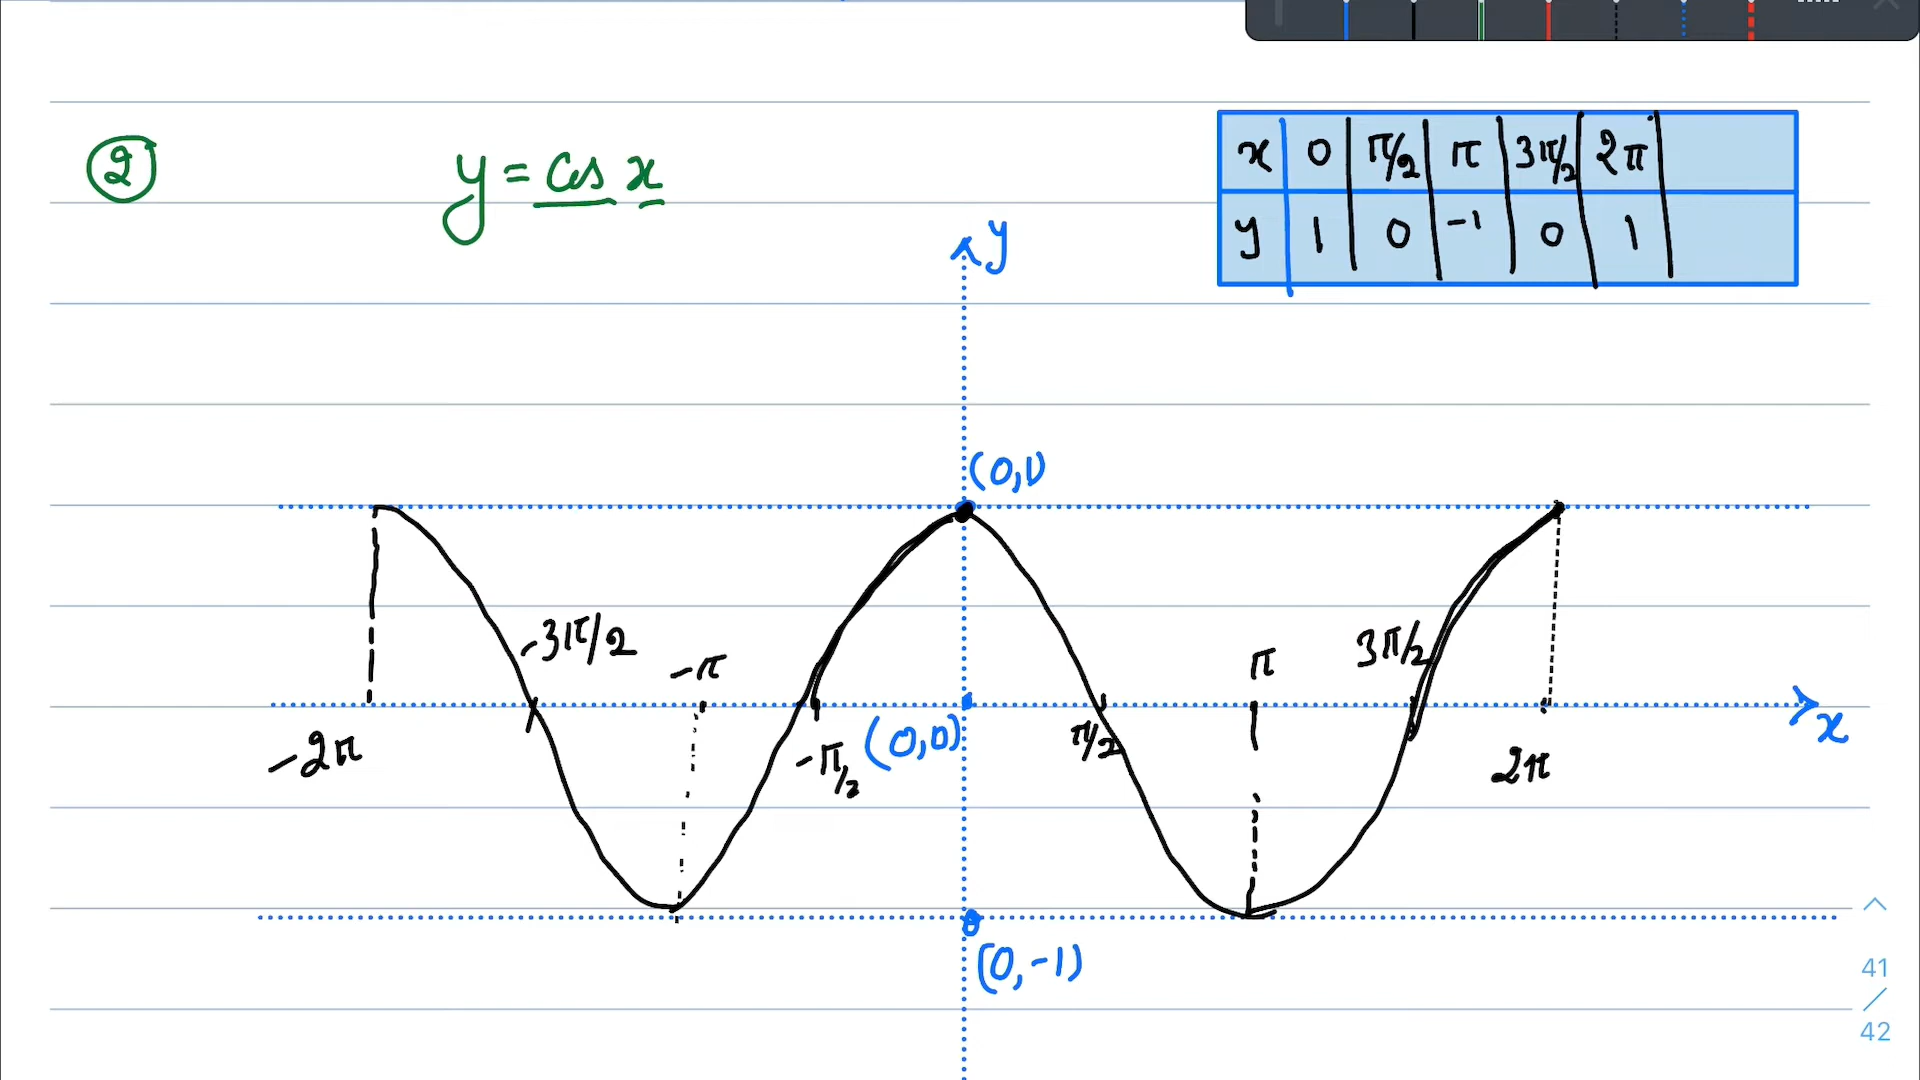 2
y = cos x
x 0 π/2 π 3π/2 2π
y 1 0 -1 0 1
y
(0,1)
-3π/2
-π
π
3π/2
-2π
-π/2
(0,0)
π/2
2π
x
(0,-1)
41
/
42